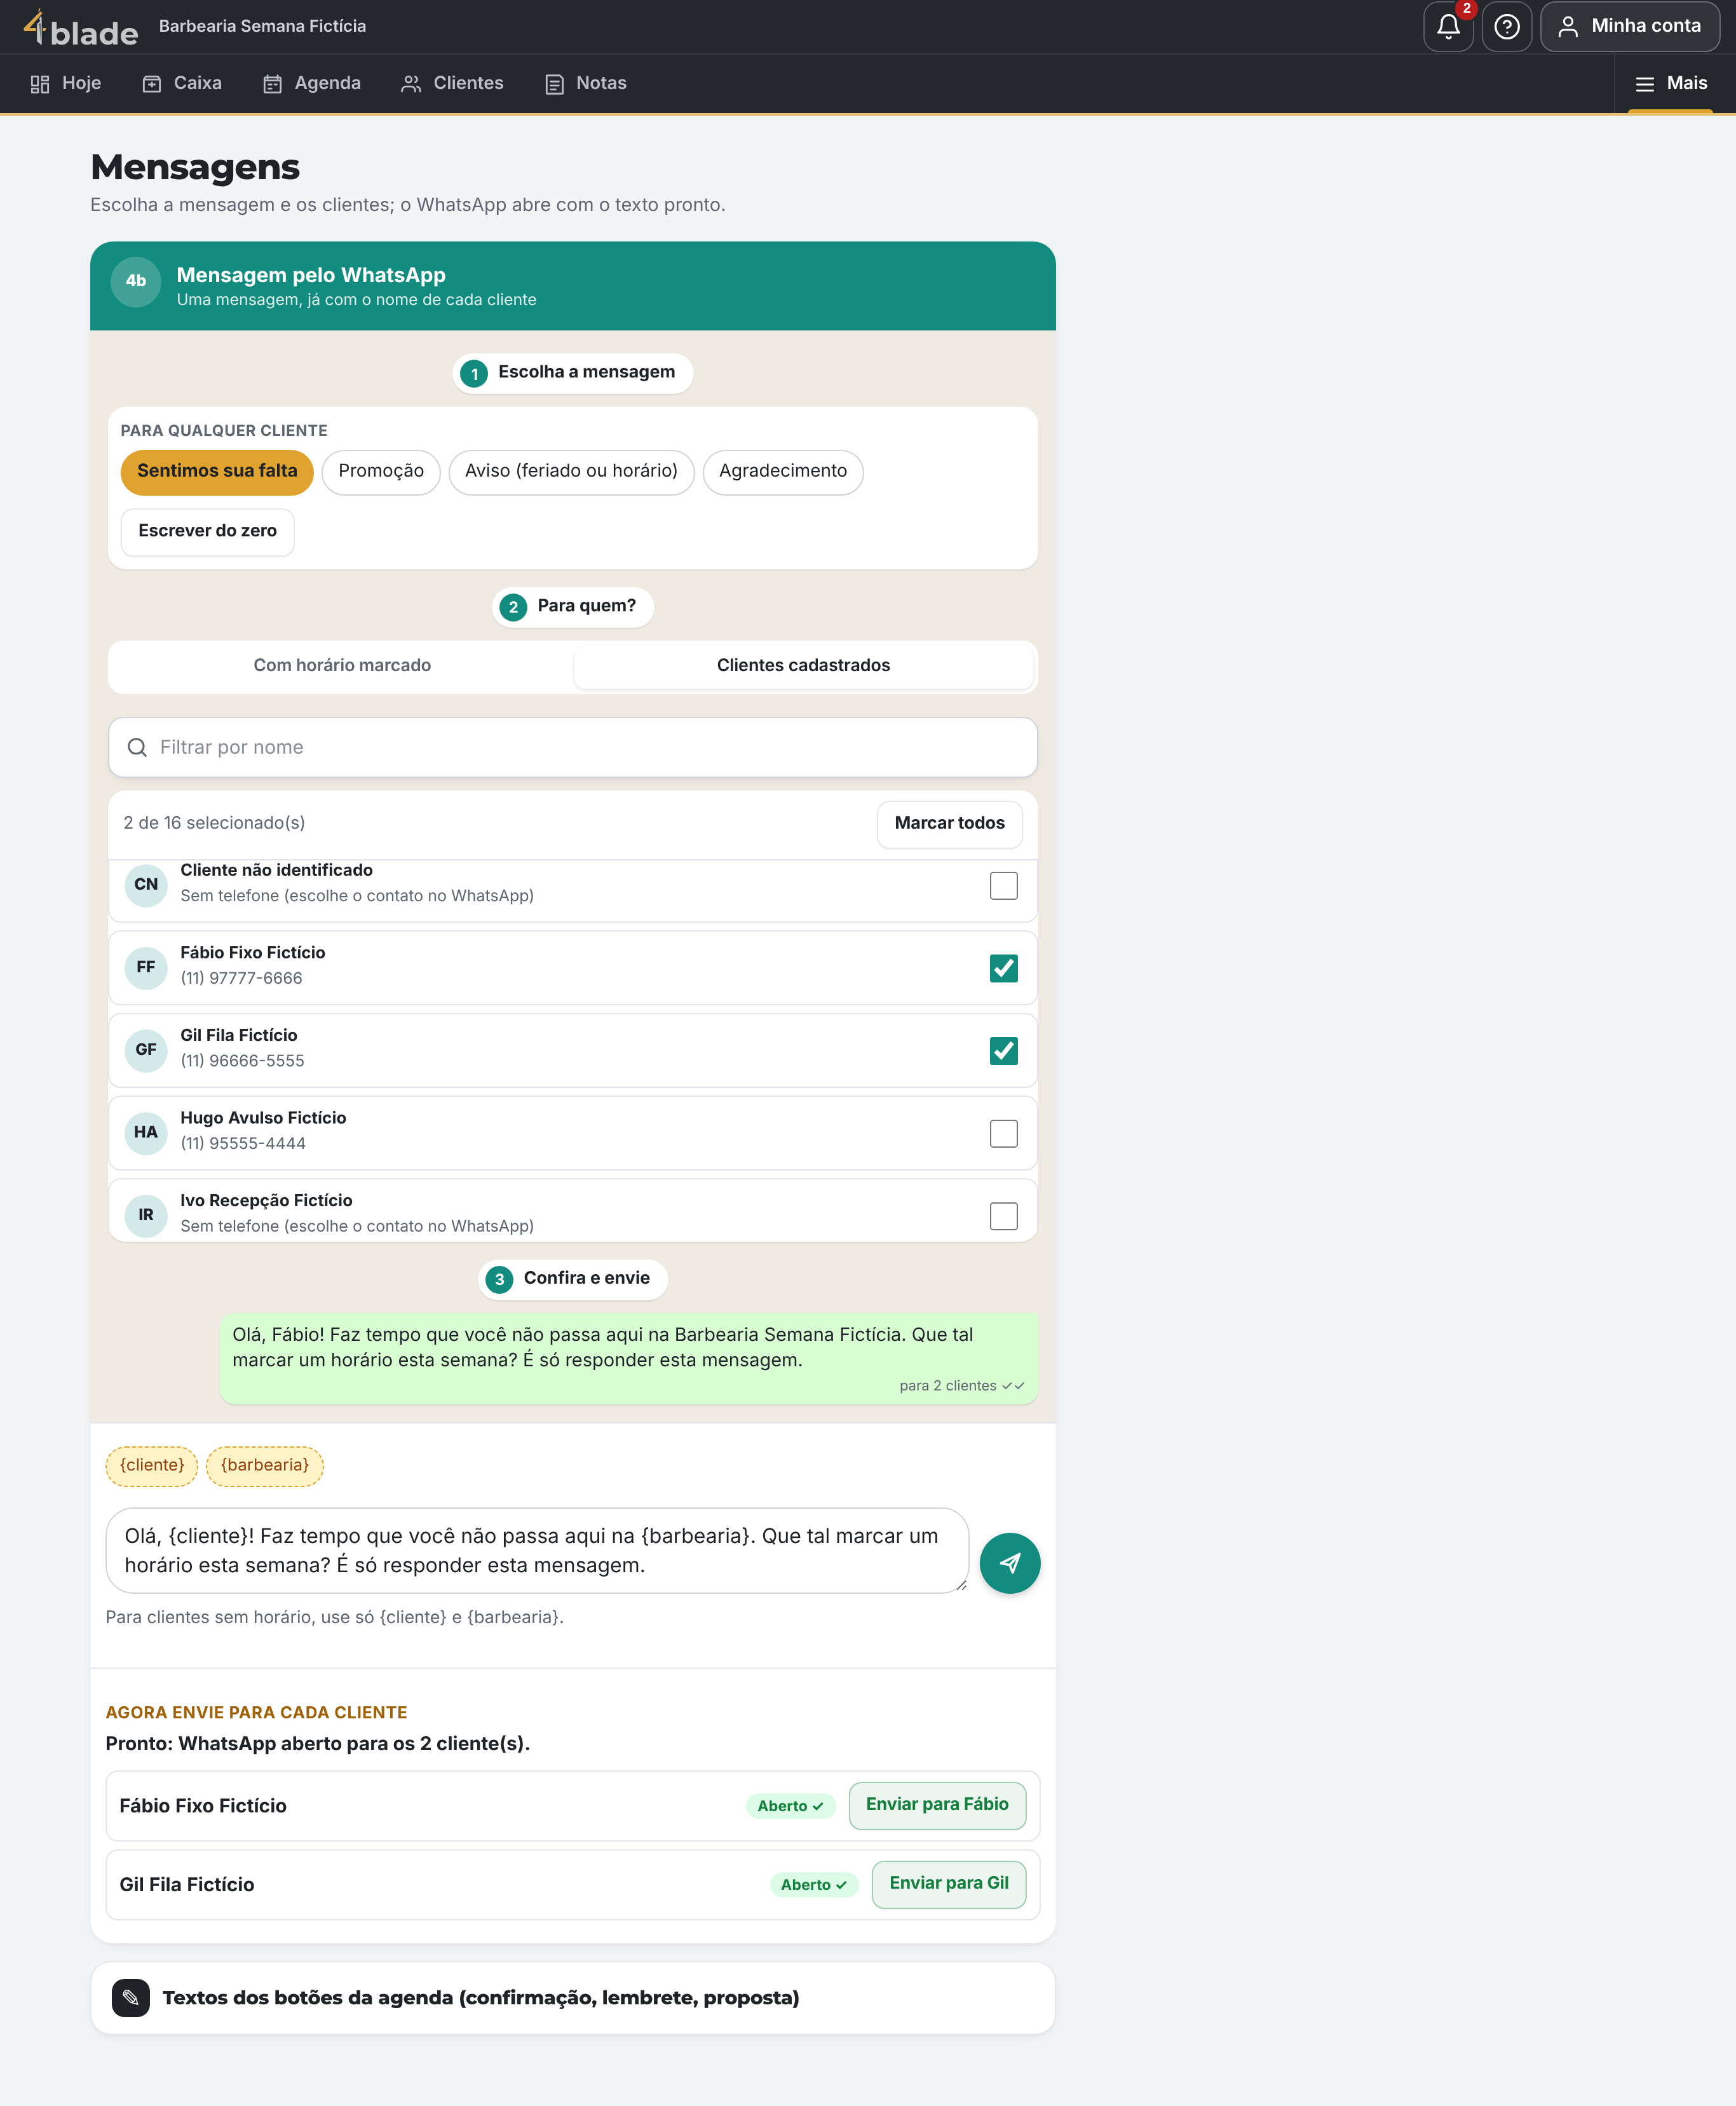 4blade
Barbearia Semana Fictícia
2
Minha conta
Hoje
Caixa
Agenda
Clientes
Notas
Mais
Mensagens
Escolha a mensagem e os clientes; o WhatsApp abre com o texto pronto.
4b
Mensagem pelo WhatsApp
Uma mensagem, já com o nome de cada cliente
1 Escolha a mensagem
PARA QUALQUER CLIENTE
Sentimos sua falta
Promoção
Aviso (feriado ou horário)
Agradecimento
Escrever do zero
2 Para quem?
Com horário marcado
Clientes cadastrados
Filtrar por nome
2 de 16 selecionado(s)
Marcar todos
CN
Cliente não identificado
Sem telefone (escolhe o contato no WhatsApp)
FF
Fábio Fixo Fictício
(11) 97777-6666
GF
Gil Fila Fictício
(11) 96666-5555
HA
Hugo Avulso Fictício
(11) 95555-4444
IR
Ivo Recepção Fictício
Sem telefone (escolhe o contato no WhatsApp)
3 Confira e envie
Olá, Fábio! Faz tempo que você não passa aqui na Barbearia Semana Fictícia. Que tal
marcar um horário esta semana? É só responder esta mensagem.
para 2 clientes ✓✓
{cliente}
{barbearia}
Olá, {cliente}! Faz tempo que você não passa aqui na {barbearia}. Que tal marcar um
horário esta semana? É só responder esta mensagem.
Para clientes sem horário, use só {cliente} e {barbearia}.
AGORA ENVIE PARA CADA CLIENTE
Pronto: WhatsApp aberto para os 2 cliente(s).
Fábio Fixo Fictício
Aberto ✓
Enviar para Fábio
Gil Fila Fictício
Aberto ✓
Enviar para Gil
Textos dos botões da agenda (confirmação, lembrete, proposta)